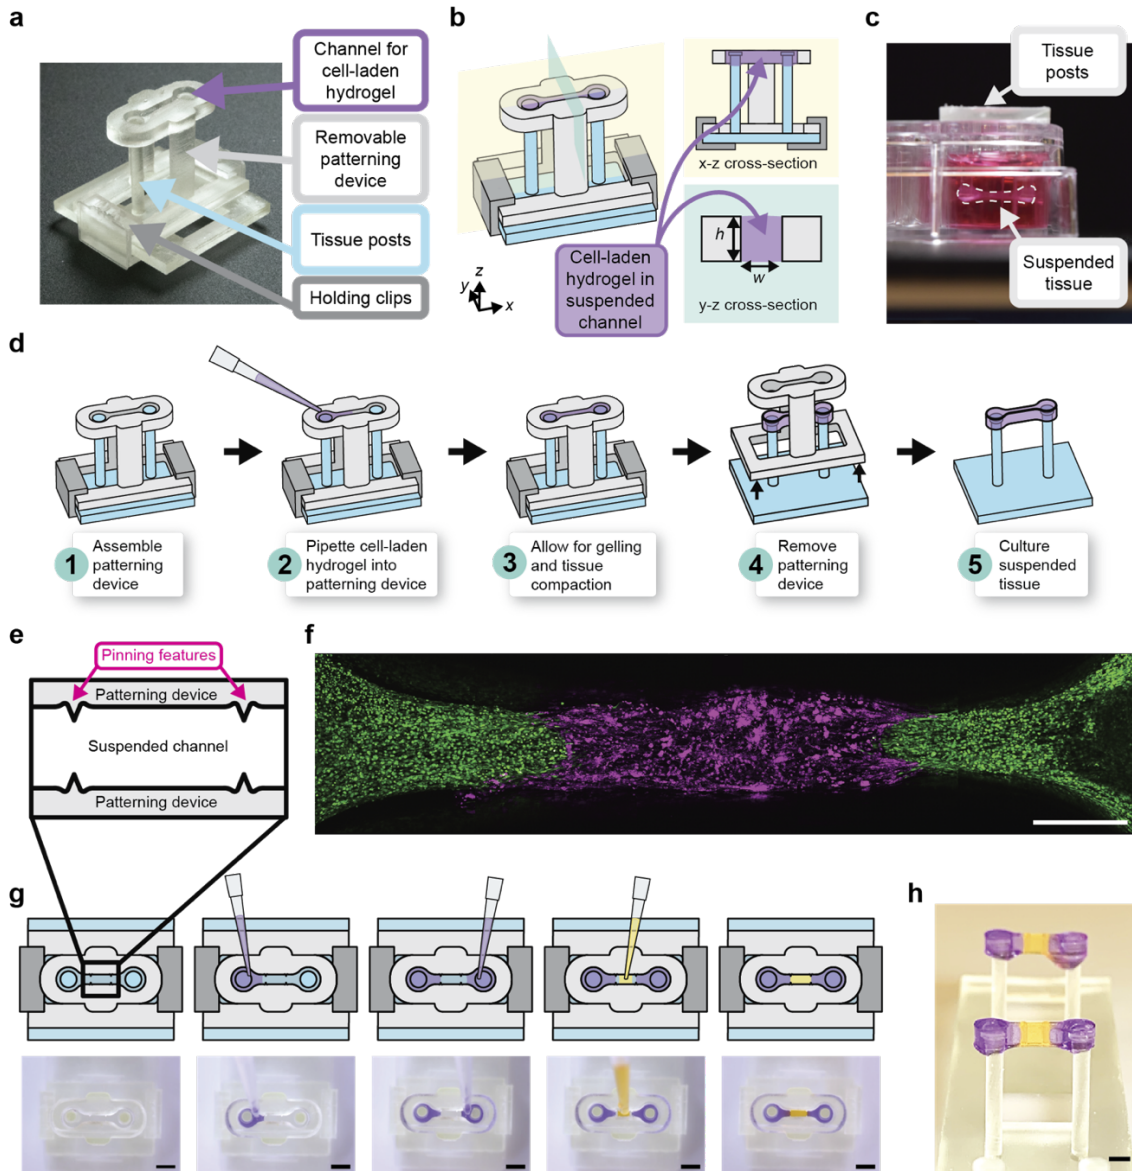 a
Channel for
cell-laden
hydrogel
Removable
patterning
device
Tissue posts
Holding clips
b
z
y
x
x-z cross-section
h
w
y-z cross-section
Cell-laden
hydrogel in
suspended
channel
c
Tissue
posts
Suspended
tissue
d
1 Assemble
patterning
device
2 Pipette cell-laden
hydrogel into
patterning device
3 Allow for gelling
and tissue
compaction
4 Remove
patterning
device
5 Culture
suspended
tissue
e
Pinning features
Patterning device
Suspended channel
Patterning device
f
g
h